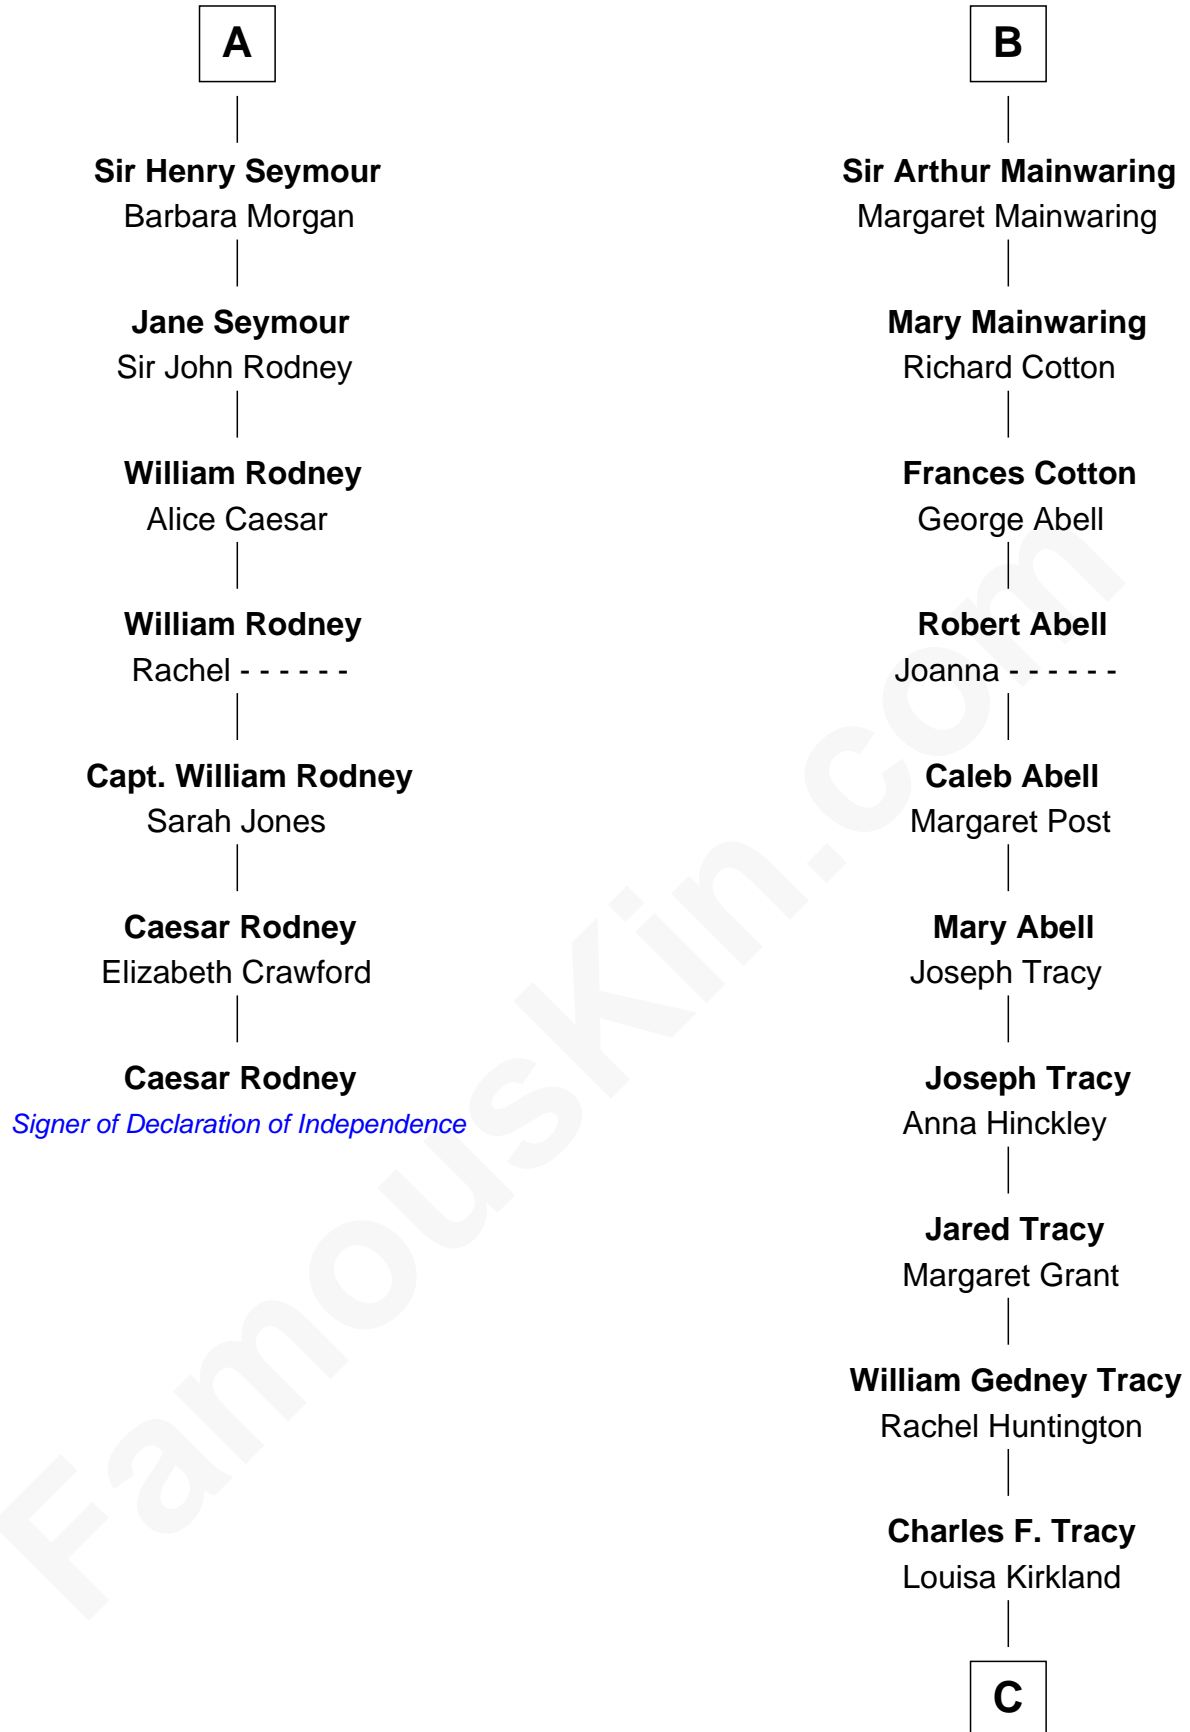 A
Sir Henry Seymour
Barbara Morgan
Jane Seymour
Sir John Rodney
William Rodney
Alice Caesar
William Rodney
Rachel - - - - - -
Capt. William Rodney
Sarah Jones
Caesar Rodney
Elizabeth Crawford
Caesar Rodney
Signer of Declaration of Independence
B
Sir Arthur Mainwaring
Margaret Mainwaring
Mary Mainwaring
Richard Cotton
Frances Cotton
George Abell
Robert Abell
Joanna - - - - - -
Caleb Abell
Margaret Post
Mary Abell
Joseph Tracy
Joseph Tracy
Anna Hinckley
Jared Tracy
Margaret Grant
William Gedney Tracy
Rachel Huntington
Charles F. Tracy
Louisa Kirkland
C
FamousKin.com